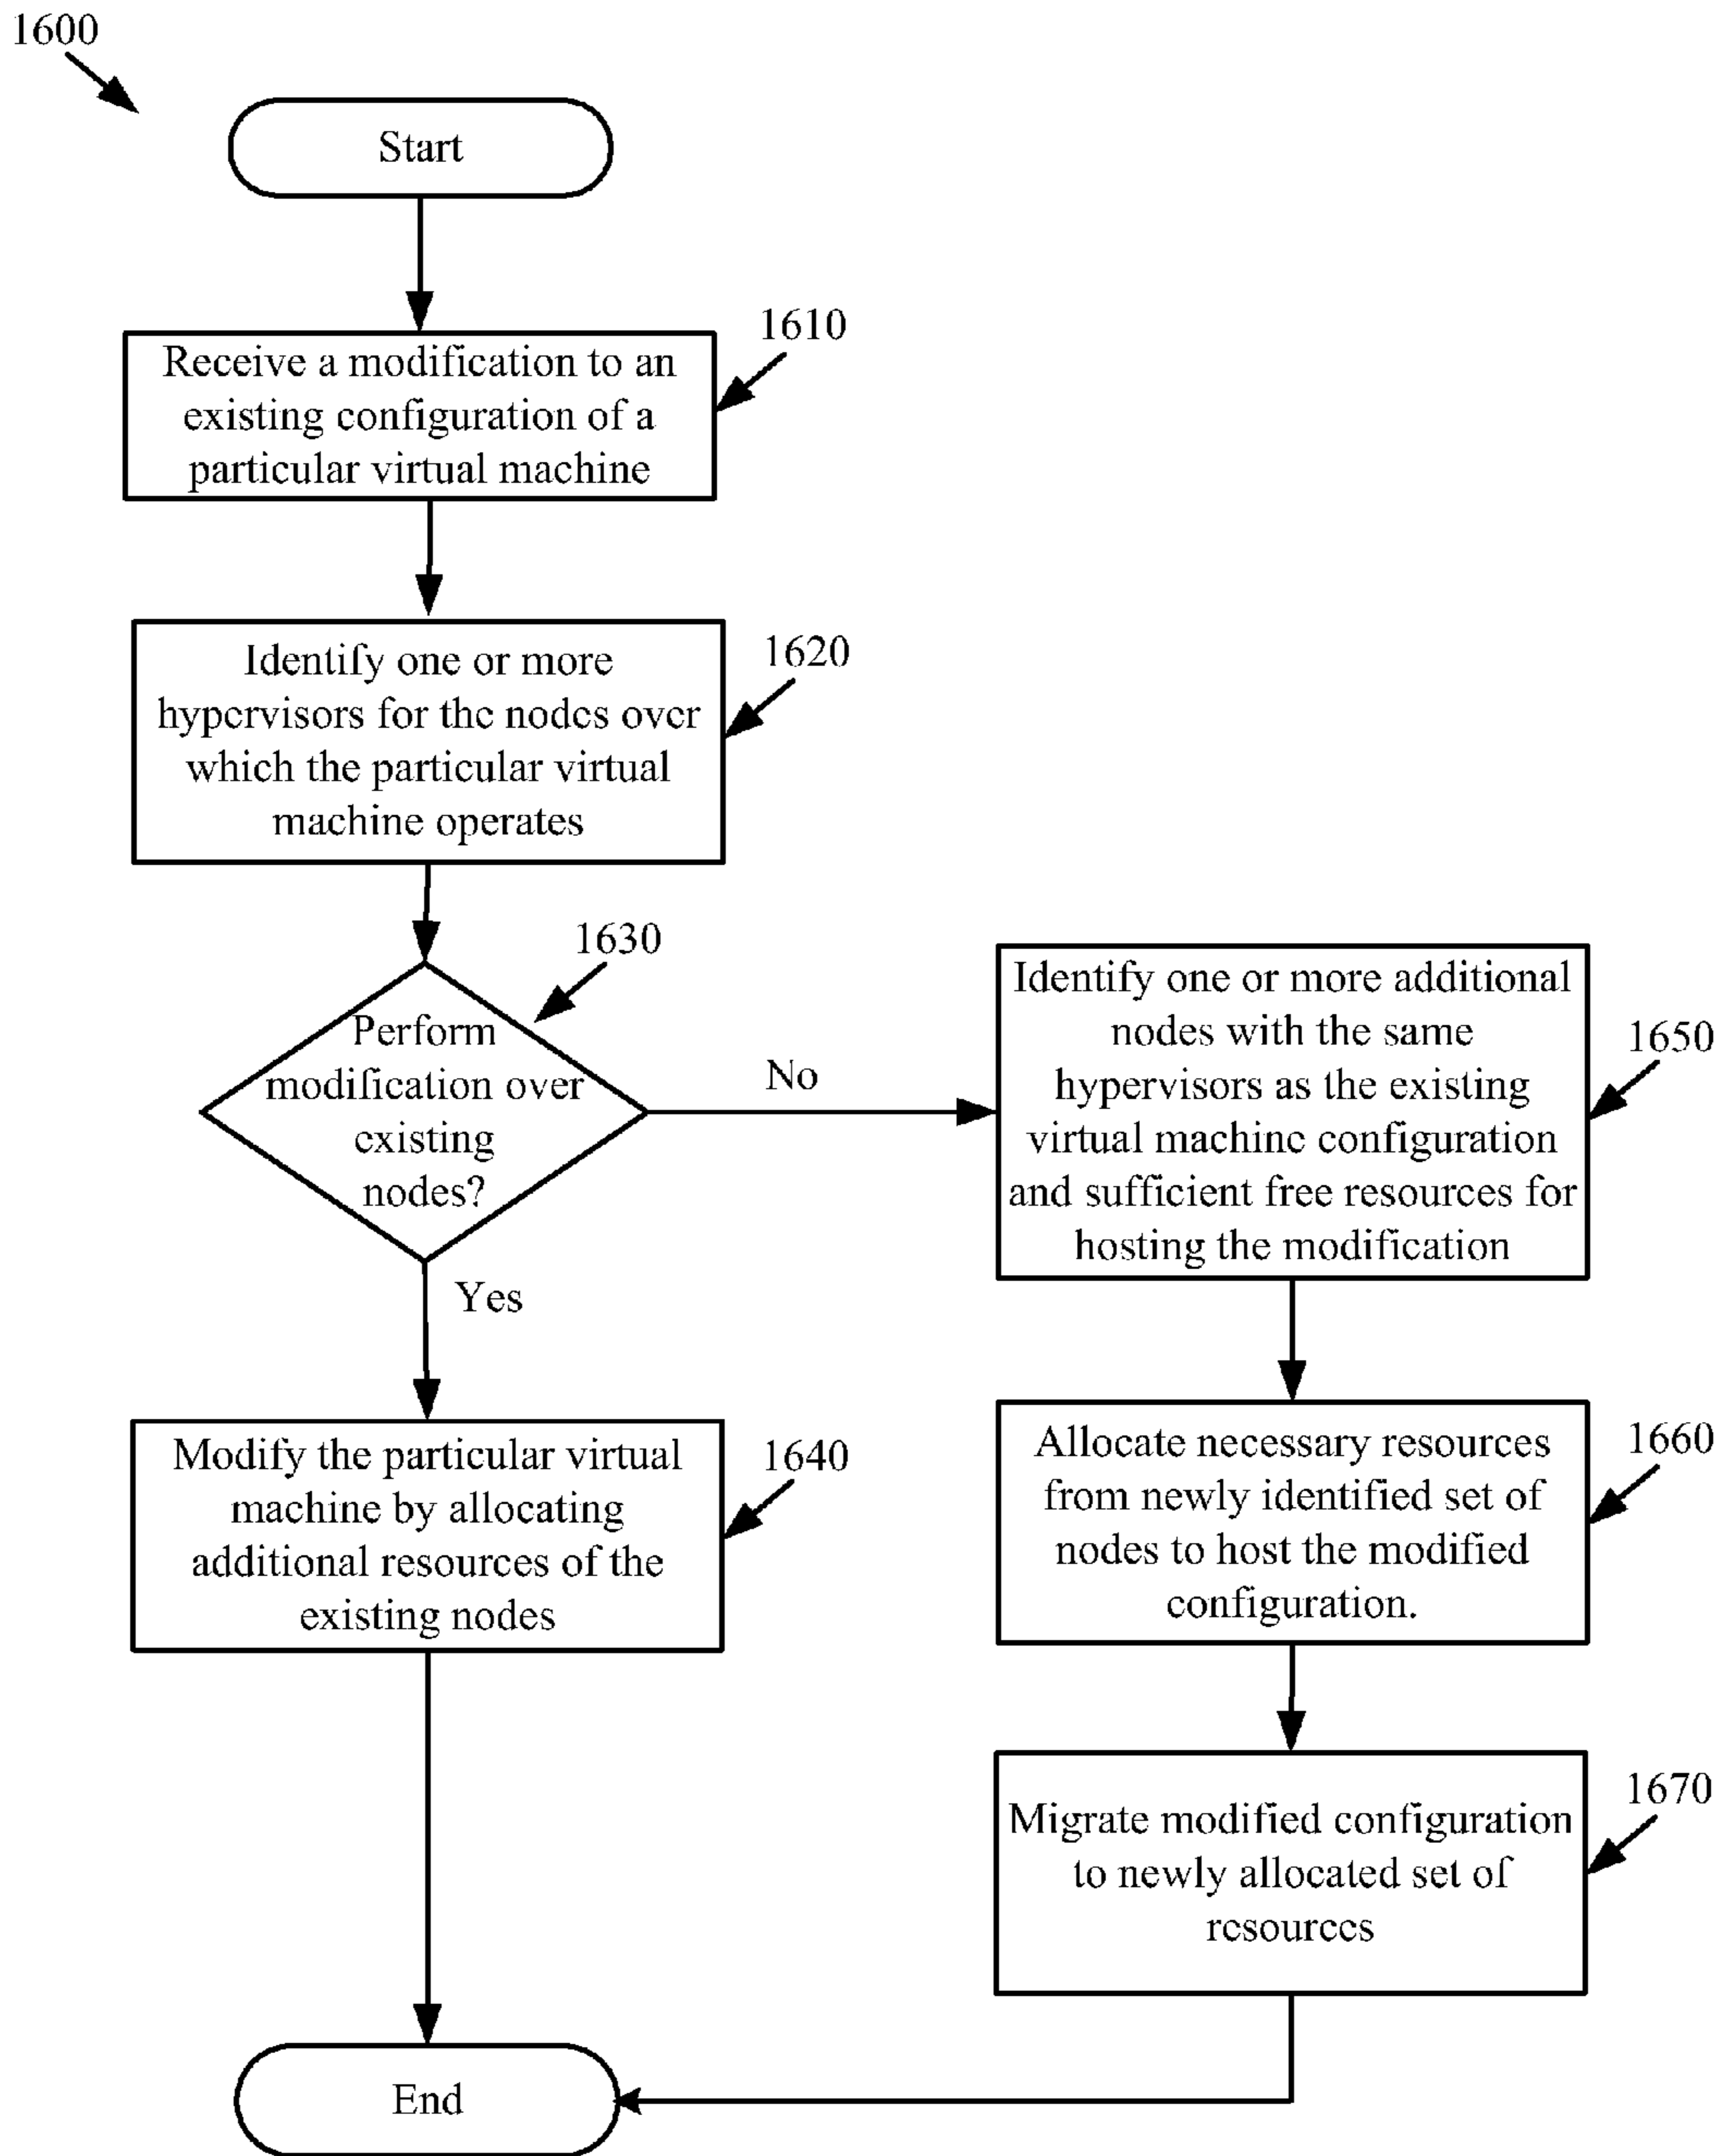 1600
Start
1610
Receive a modification to an
existing configuration of a
particular virtual machine
1620
Identify one or more
hypervisors for the nodes over
which the particular virtual
machine operates
1630
Perform
modification over
existing
nodes?
No
Yes
1640
Modify the particular virtual
machine by allocating
additional resources of the
existing nodes
1650
Identify one or more additional
nodes with the same
hypervisors as the existing
virtual machine configuration
and sufficient free resources for
hosting the modification
1660
Allocate necessary resources
from newly identified set of
nodes to host the modified
configuration.
1670
Migrate modified configuration
to newly allocated set of
resources
End